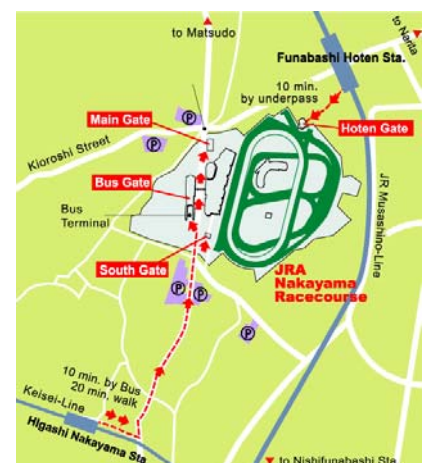 to Matsudo
to Narita
Funabashi Hoten Sta.
10 min.
by underpass
P
Main Gate
Hoten Gate
P
Kioroshi Street
Bus Gate
JR Musashino-Line
Bus
Terminal
South Gate
JRA
Nakayama
Racecourse
P
P
P
10 min. by Bus
20 min. walk
Keisei-Line
Higashi Nakayama Sta.
to Nishifunabashi Sta.